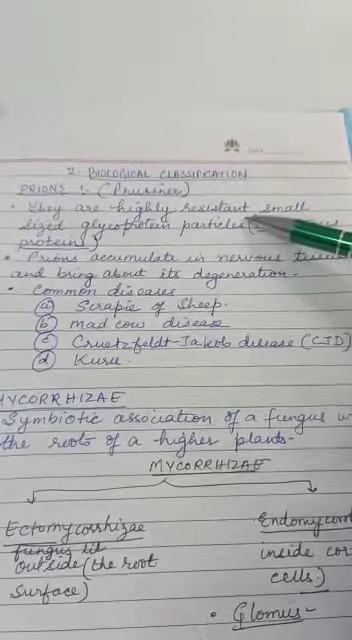 2. BIOLOGICAL CLASSIFICATION
PRIONS :- (Prusiner)
• They are highly resistant small
sized glycoprotein particles(
proteins)
• Prions accumulate in nervous tissue
and bring about its degeneration.
• Common diseases
(a) Scrapie of Sheep.
(b) mad cow disease
(c) Cruetzfeldt-Jakob disease (CJD)
(d) Kuru.
MYCORRHIZAE
Symbiotic association of a fungus w
the roots of a higher plants.
MYCORRHIZAE
Ectomycorrhizae
Endomycorr
fungus lie
outside (the root
inside cor
surface)
cells.)
• Glomus-